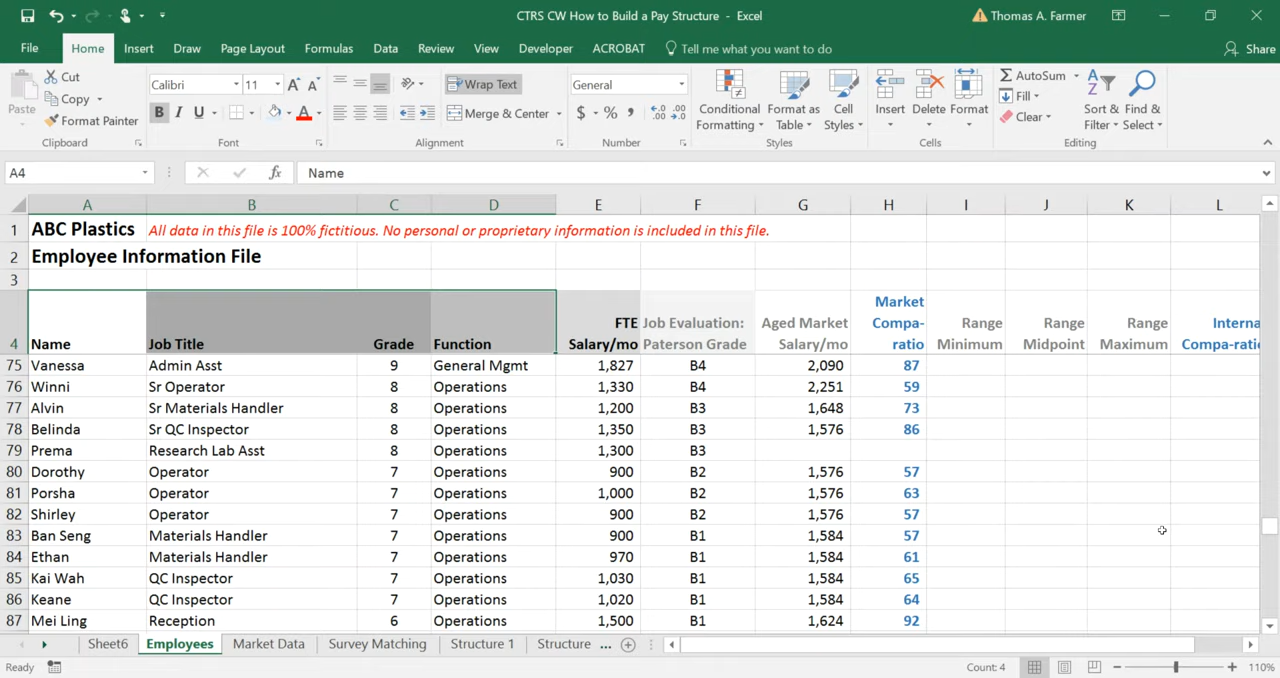 CTRS CW How to Build a Pay Structure - Excel
Thomas A. Farmer
File Home Insert Draw Page Layout Formulas Data Review View Developer ACROBAT Tell me what you want to do Share
Paste Cut Copy Format Painter Clipboard
Calibri 11 B I U A Font
Wrap Text Merge & Center Alignment
General $ % , Number
Conditional Formatting Format as Table Cell Styles Styles
Insert Delete Format Cells
AutoSum Fill Clear Sort & Filter Find & Select Editing
A4 fx Name
A B C E F G H I J K L
1 ABC Plastics All data in this file is 100% fictitious. No personal or proprietary information is included in this file.
2 Employee Information File
3
4 Name Job Title Grade Function FTE Salary/mo Job Evaluation: Paterson Grade Aged Market Salary/mo Market Compa-ratio Range Minimum Range Midpoint Range Maximum Interna Compa-ratio
75 Vanessa Admin Asst 9 General Mgmt 1,827 B4 2,090 87
76 Winni Sr Operator 8 Operations 1,330 B4 2,251 59
77 Alvin Sr Materials Handler 8 Operations 1,200 B3 1,648 73
78 Belinda Sr QC Inspector 8 Operations 1,350 B3 1,576 86
79 Prema Research Lab Asst 8 Operations 1,300 B3
80 Dorothy Operator 7 Operations 900 B2 1,576 57
81 Porsha Operator 7 Operations 1,000 B2 1,576 63
82 Shirley Operator 7 Operations 900 B2 1,576 57
83 Ban Seng Materials Handler 7 Operations 900 B1 1,584 57
84 Ethan Materials Handler 7 Operations 970 B1 1,584 61
85 Kai Wah QC Inspector 7 Operations 1,030 B1 1,584 65
86 Keane QC Inspector 7 Operations 1,020 B1 1,584 64
87 Mei Ling Reception 6 Operations 1,500 B1 1,624 92
Sheet6 Employees Market Data Survey Matching Structure 1 Structure ...
Ready Count: 4 110%